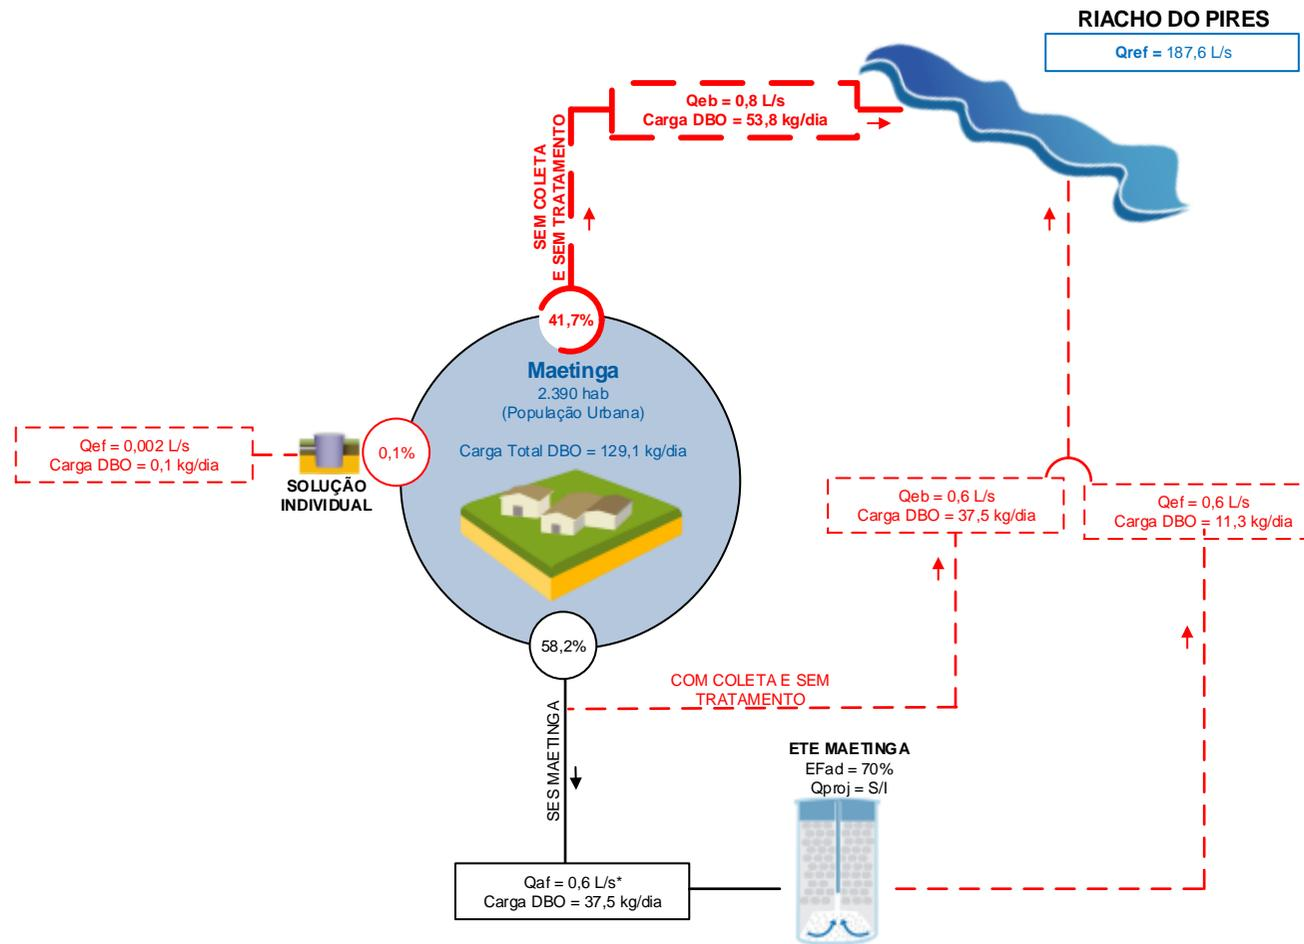 RIACHO DO PIRES
Qref = 187,6 L/s
Qeb = 0,8 L/s
Carga DBO = 53,8 kg/dia
SEM COLETA
E SEM TRATAMENTO
41,7%
Maetinga
2.390 hab
(População Urbana)
Carga Total DBO = 129,1 kg/dia
Qef = 0,002 L/s
Carga DBO = 0,1 kg/dia
0,1%
SOLUÇÃO
INDIVIDUAL
Qeb = 0,6 L/s
Carga DBO = 37,5 kg/dia
Qef = 0,6 L/s
Carga DBO = 11,3 kg/dia
58,2%
COM COLETA E SEM
TRATAMENTO
SES MAETINGA
ETE MAETINGA
EFad = 70%
Qproj = S/I
Qaf = 0,6 L/s*
Carga DBO = 37,5 kg/dia